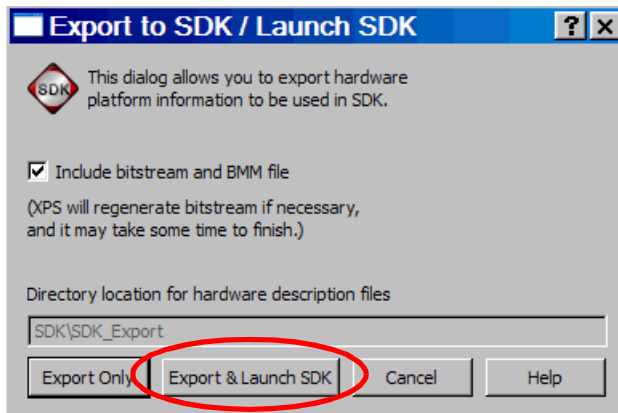 Export to SDK / Launch SDK
SDK
This dialog allows you to export hardware
platform information to be used in SDK.
Include bitstream and BMM file
(XPS will regenerate bitstream if necessary,
and it may take some time to finish.)
Directory location for hardware description files
SDK\SDK_Export
Export Only Export & Launch SDK Cancel Help